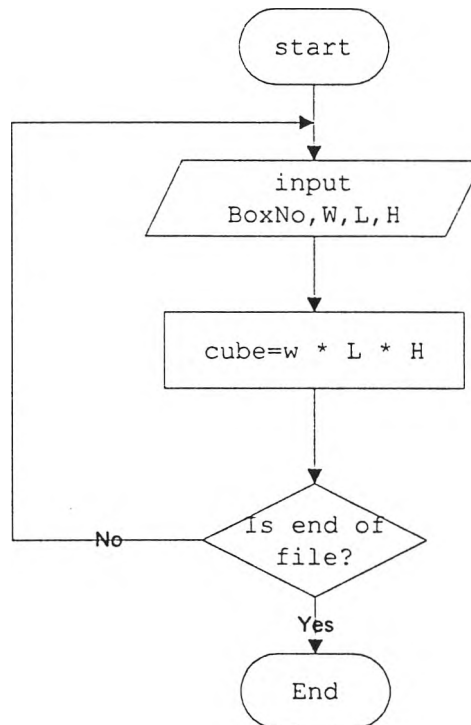 start
input
BoxNo,W,L,H
cube=w * L * H
Is end of
file?
No
Yes
End